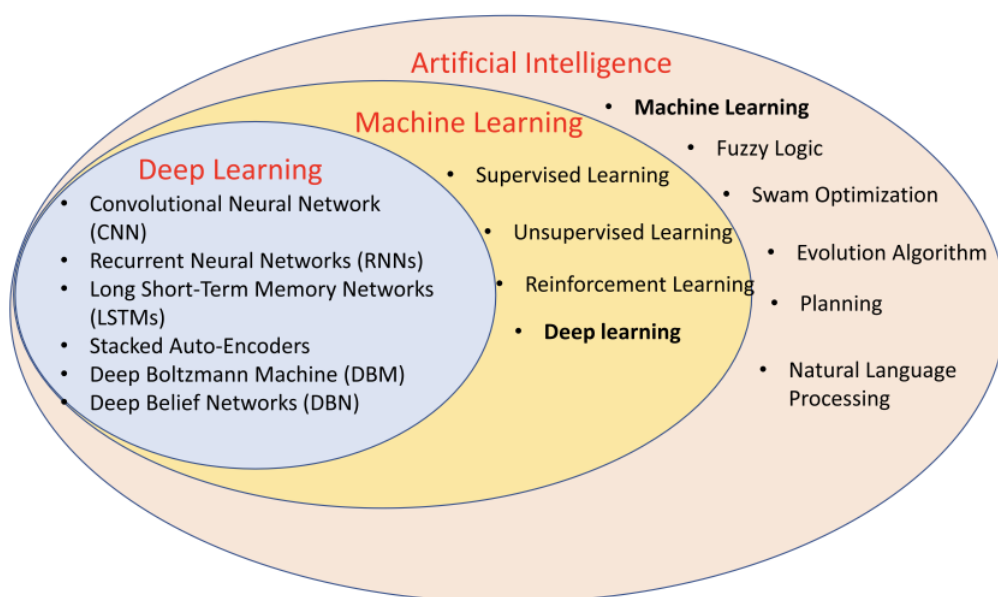 Artificial Intelligence
• Machine Learning
• Fuzzy Logic
• Swam Optimization
• Evolution Algorithm
• Planning
• Natural Language
Processing
Machine Learning
• Supervised Learning
• Unsupervised Learning
• Reinforcement Learning
• Deep learning
Deep Learning
• Convolutional Neural Network
(CNN)
• Recurrent Neural Networks (RNNs)
• Long Short-Term Memory Networks
(LSTMs)
• Stacked Auto-Encoders
• Deep Boltzmann Machine (DBM)
• Deep Belief Networks (DBN)